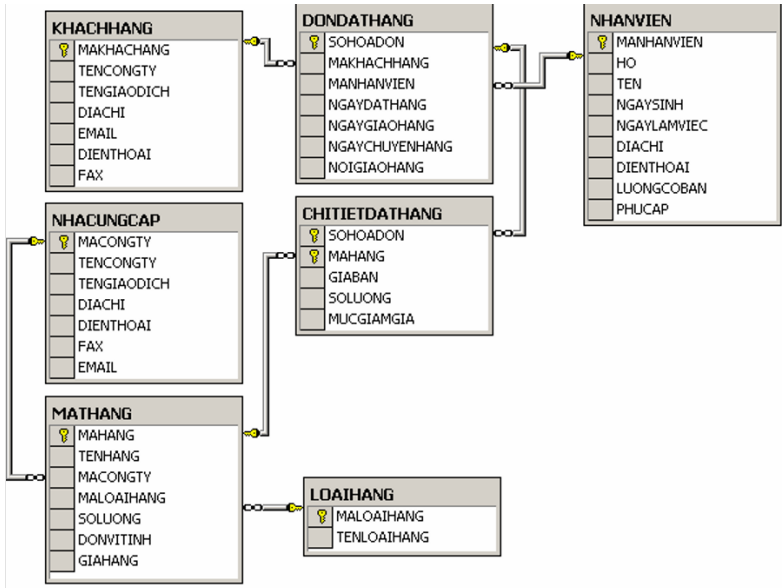 KHACHHANG
MAKHACHANG
TENCONGTY
TENGIAODICH
DIACHI
EMAIL
DIENTHOAI
FAX
DONDATHANG
SOHOADON
MAKHACHHANG
MANHANVIEN
NGAYDATHANG
NGAYGIAOHANG
NGAYCHUYENHANG
NOIGIAOHANG
NHANVIEN
MANHANVIEN
HO
TEN
NGAYSINH
NGAYLAMVIEC
DIACHI
DIENTHOAI
LUONGCOBAN
PHUCAP
NHACUNGCAP
MACONGTY
TENCONGTY
TENGIAODICH
DIACHI
DIENTHOAI
FAX
EMAIL
CHITIETDATHANG
SOHOADON
MAHANG
GIABAN
SOLUONG
MUCGIAMGIA
MATHANG
MAHANG
TENHANG
MACONGTY
MALOAIHANG
SOLUONG
DONVITINH
GIAHANG
LOAIHANG
MALOAIHANG
TENLOAIHANG